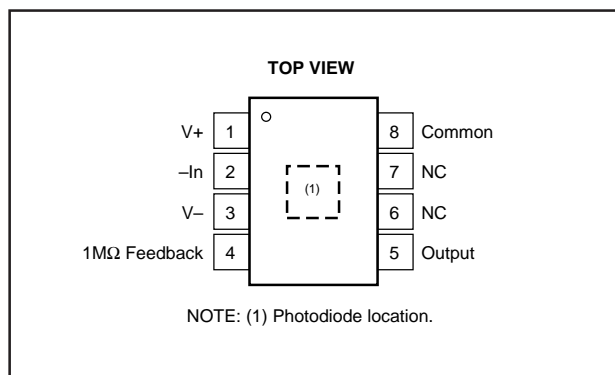 TOP VIEW
V+ 1 8 Common
–In 2 7 NC
(1)
V– 3 6 NC
1MΩ Feedback 4 5 Output
NOTE: (1) Photodiode location.